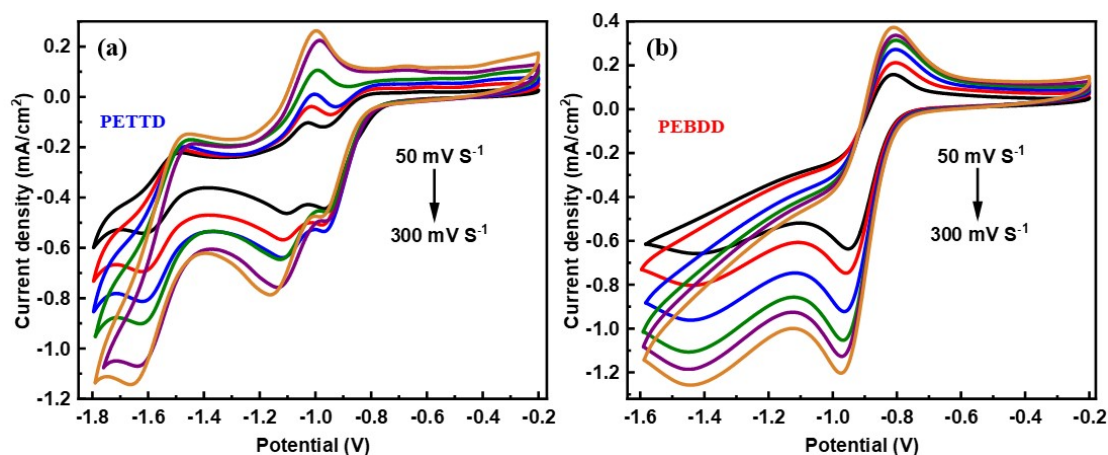 (a)
PETTD
50 mV S-1
300 mV S-1
Current density (mA/cm2)
0.2
0.0
-0.2
-0.4
-0.6
-0.8
-1.0
-1.2
-1.8 -1.6 -1.4 -1.2 -1.0 -0.8 -0.6 -0.4 -0.2
Potential (V)
(b)
PEBDD
50 mV S-1
300 mV S-1
Current density (mA/cm2)
0.4
0.2
0.0
-0.2
-0.4
-0.6
-0.8
-1.0
-1.2
-1.6 -1.4 -1.2 -1.0 -0.8 -0.6 -0.4 -0.2
Potential (V)